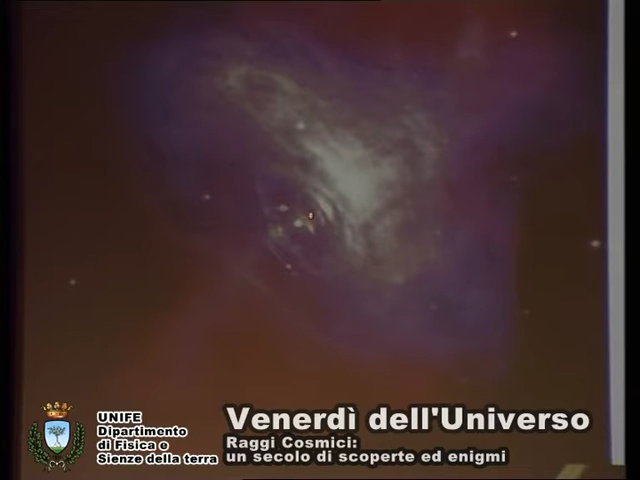 UNIFE
Dipartimento
di Fisica e
Sienze della terra
Venerdì dell'Universo
Raggi Cosmici:
un secolo di scoperte ed enigmi